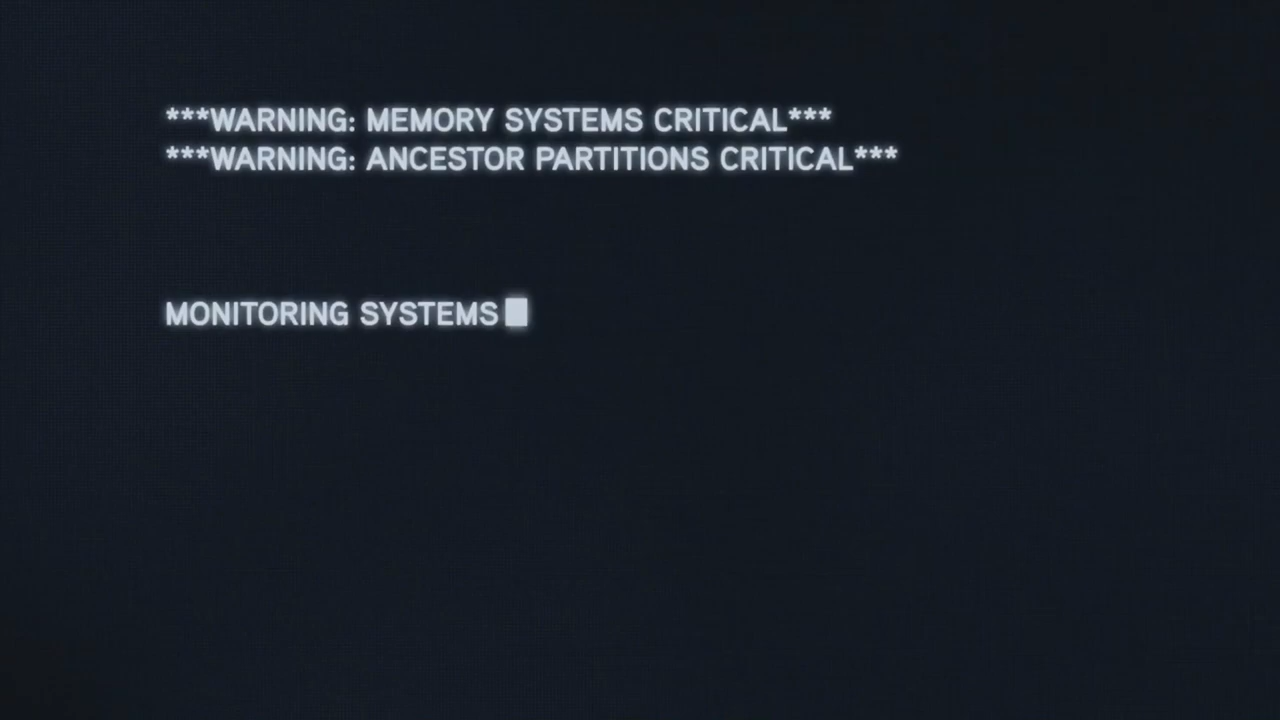 ***WARNING: MEMORY SYSTEMS CRITICAL***
***WARNING: ANCESTOR PARTITIONS CRITICAL***
MONITORING SYSTEMS